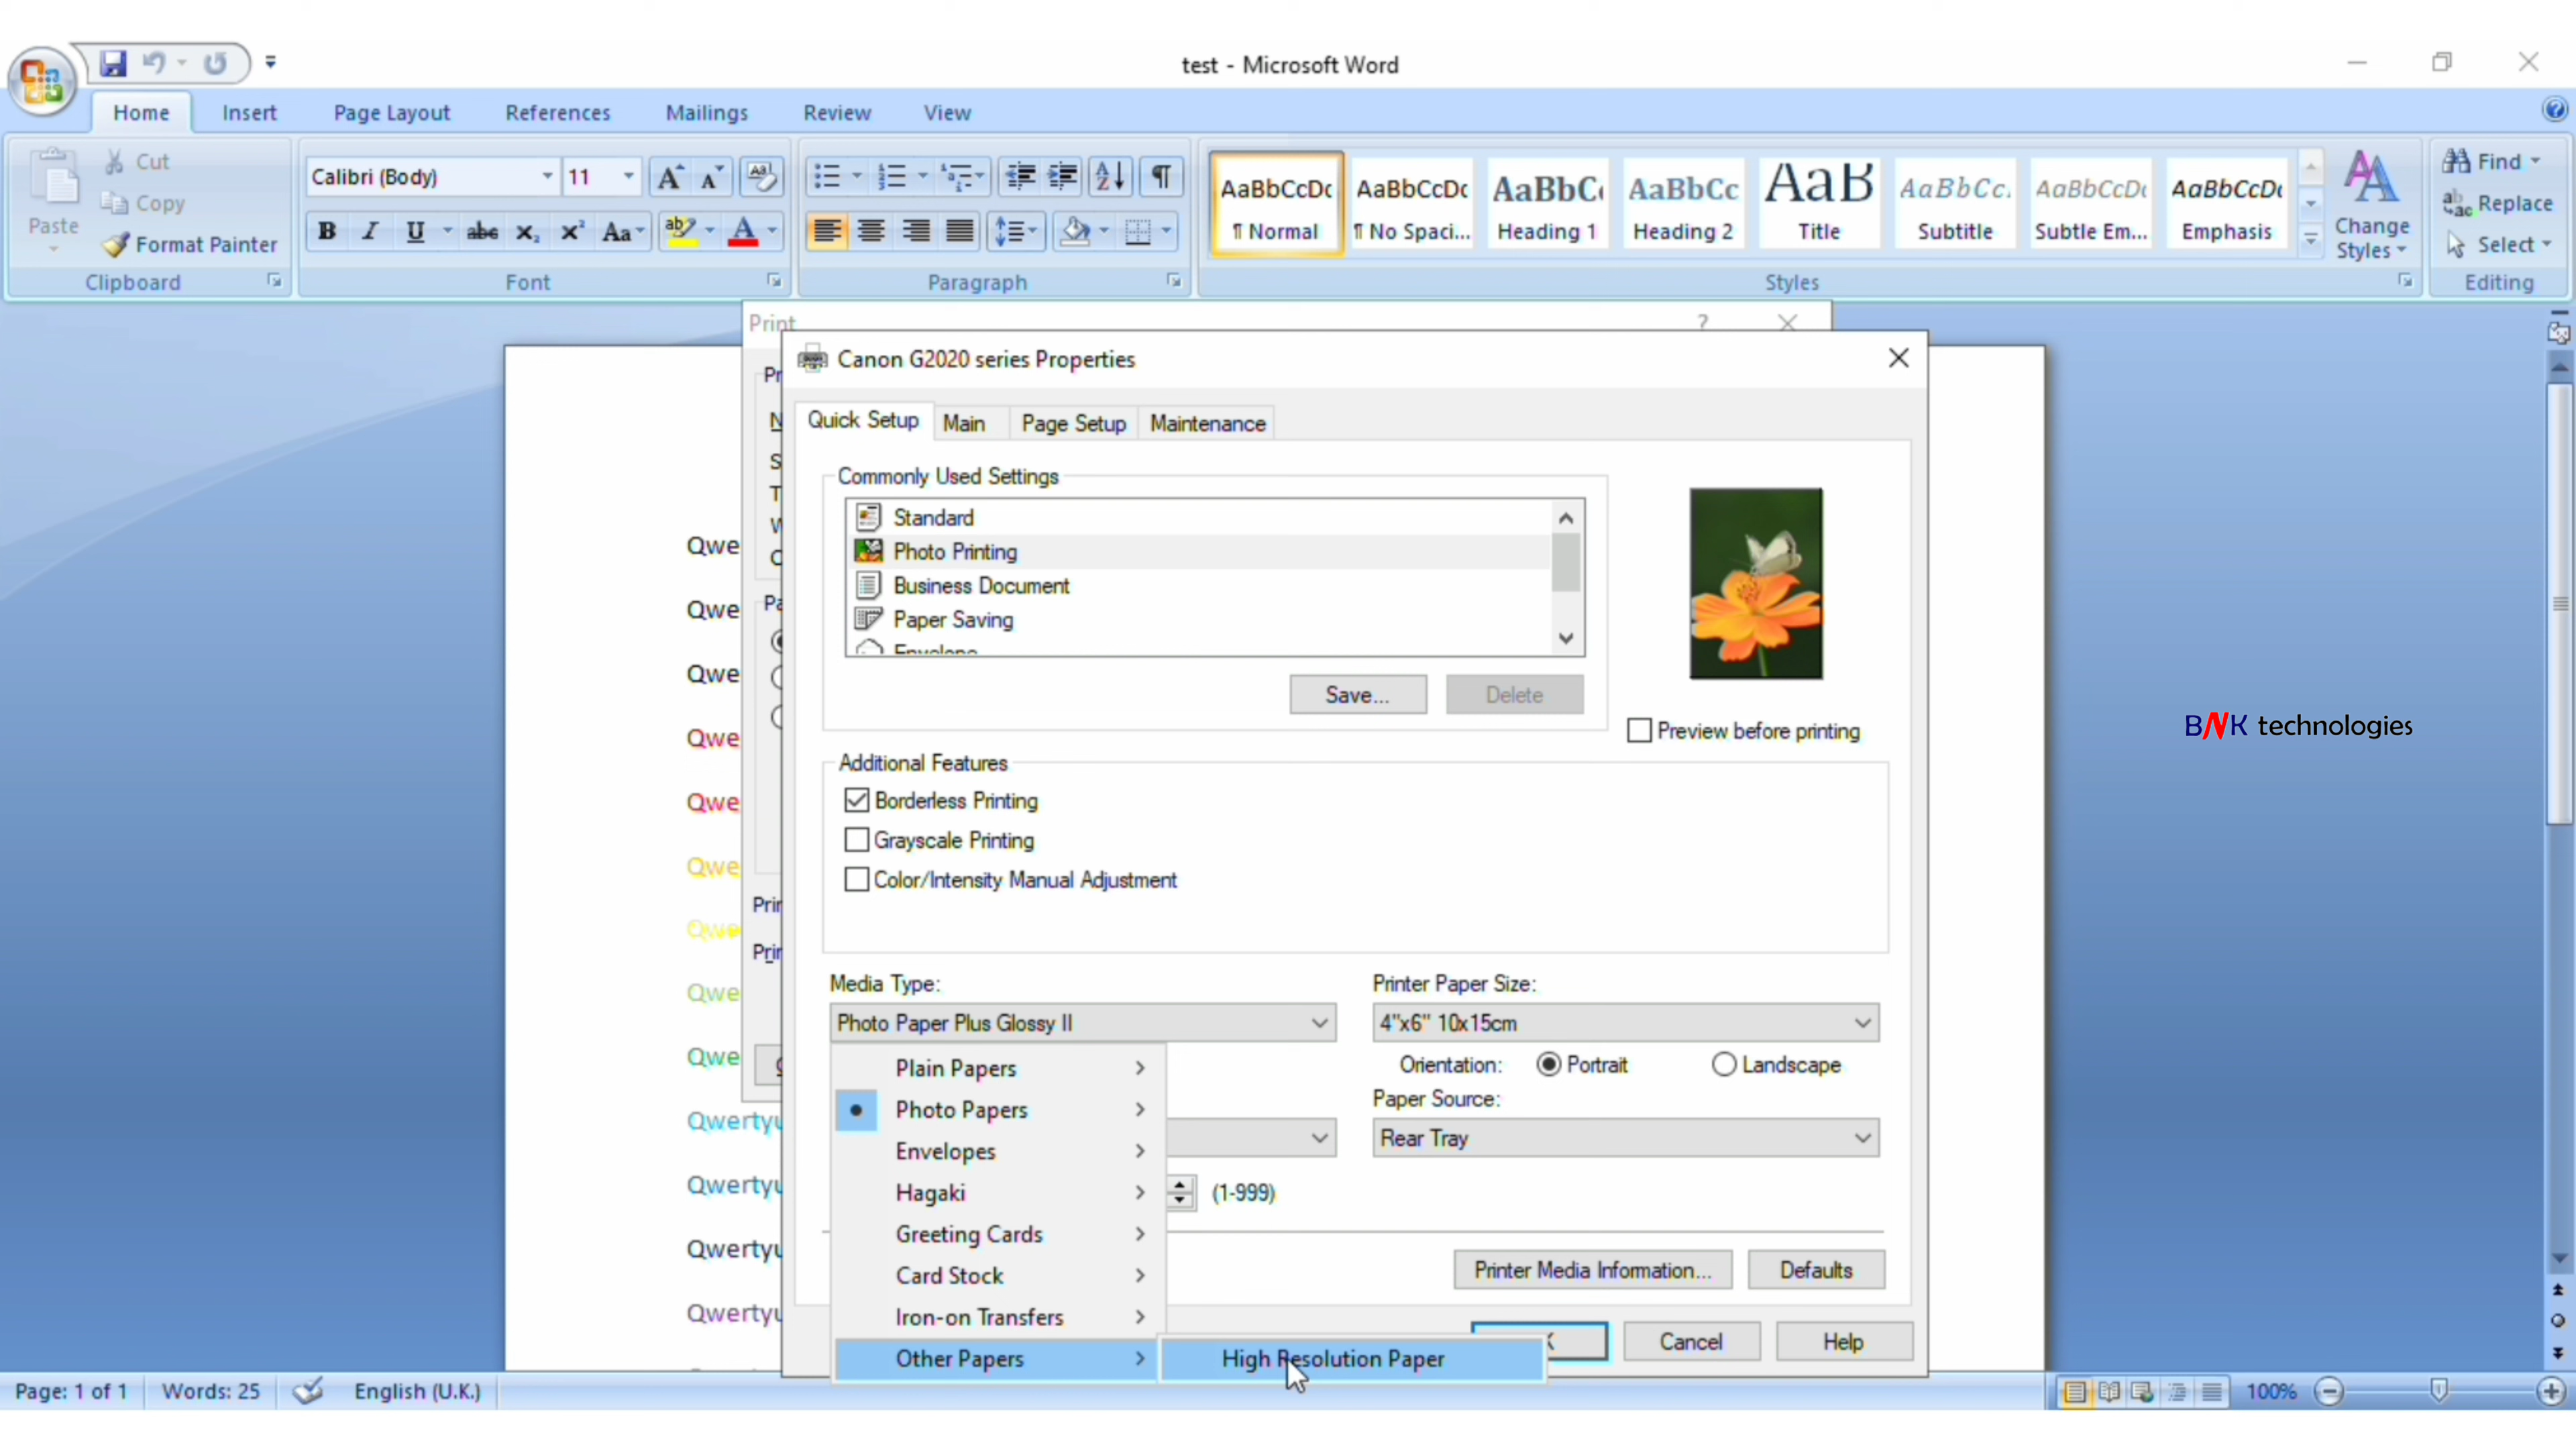 test - Microsoft Word
Home Insert Page Layout References Mailings Review View
Paste
Cut
Copy
Format Painter
Clipboard
Calibri (Body) 11
B I U abc x₂ x² Aa
Font
Paragraph
AaBbCcDc AaBbCcDc AaBbC AaBbCc AaB AaBbCc. AaBbCcDc AaBbCcDc
¶ Normal ¶ No Spaci... Heading 1 Heading 2 Title Subtitle Subtle Em... Emphasis
Change Styles
Styles
Find
Replace
Select
Editing
Print
Canon G2020 series Properties
Quick Setup Main Page Setup Maintenance
Commonly Used Settings
Standard
Photo Printing
Business Document
Paper Saving
Envelope
Save... Delete
Preview before printing
Additional Features
Borderless Printing
Grayscale Printing
Color/Intensity Manual Adjustment
Media Type:
Photo Paper Plus Glossy II
Plain Papers
Photo Papers
Envelopes
Hagaki
Greeting Cards
Card Stock
Iron-on Transfers
Other Papers
High Resolution Paper
Printer Paper Size:
4"x6" 10x15cm
Orientation: Portrait Landscape
Paper Source:
Rear Tray
(1-999)
Printer Media Information... Defaults
Cancel Help
Qwe
Qwe
Qwe
Qwe
Qwe
Qwe
Qwe
Qwe
Qwe
Qwertyu
Qwertyu
Qwertyu
Qwertyu
BNK technologies
Page: 1 of 1 Words: 25 English (U.K.) 100%